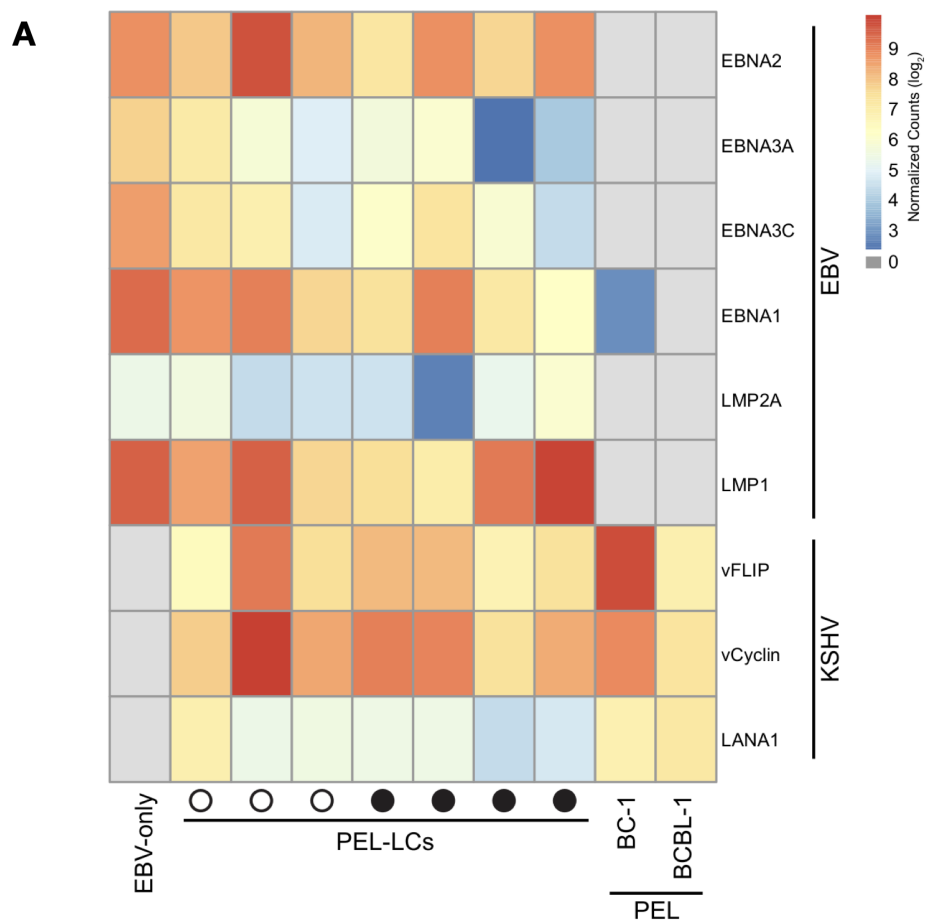 A
EBNA2
EBNA3A
EBNA3C
EBNA1
LMP2A
LMP1
vFLIP
vCyclin
LANA1
EBV
KSHV
9
8
7
6
5
4
3
0
Normalized Counts (log₂)
EBV-only
PEL-LCs
BC-1
BCBL-1
PEL